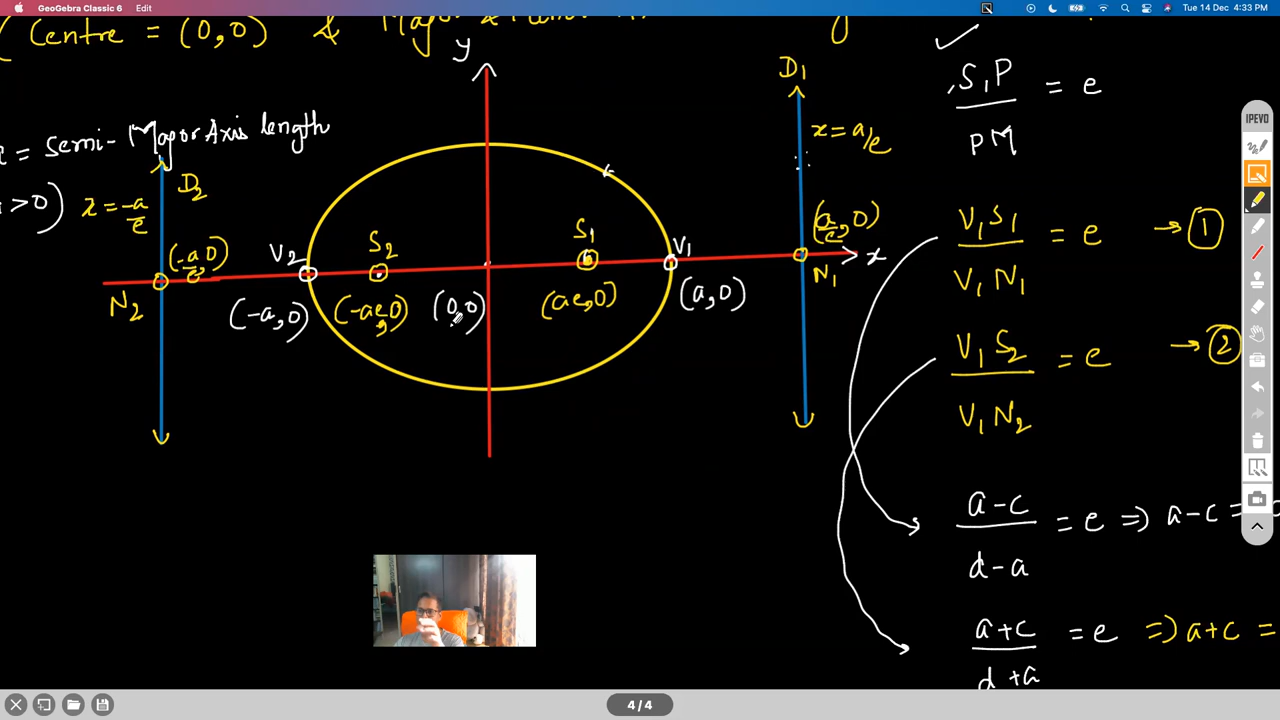 GeoGebra Classic 6 Edit Tue 14 Dec 4:33 PM
( Centre = (0,0) &
y
= Semi-Major Axis length
a > 0)
D2
x = -a/e
(-a/e, 0)
N2
V2
(-a, 0)
S2
(-ae, 0)
(0,0)
S1
(ae, 0)
V1
(a, 0)
D1
x = a/e
(a/e, 0)
N1
x
S1P/PM = e
V1S1/V1N1 = e → ①
V1S2/V1N2 = e → ②
a-c/d-a = e ⇒ a-c =
a+c/d+a = e ⇒ a+c =
IPEVO
4/4